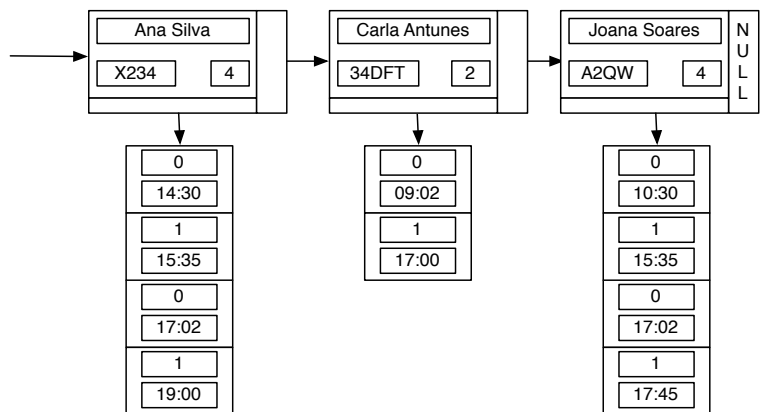 Ana Silva
X234 4
Carla Antunes
34DFT 2
Joana Soares
A2QW 4
NULL
0
14:30
1
15:35
0
17:02
1
19:00
0
09:02
1
17:00
0
10:30
1
15:35
0
17:02
1
17:45